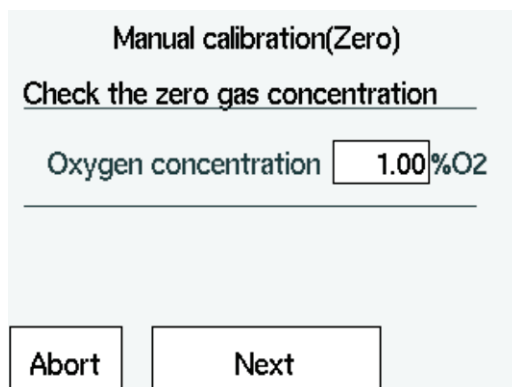 Manual calibration(Zero)
Check the zero gas concentration
Oxygen concentration 1.00%O2
Abort Next